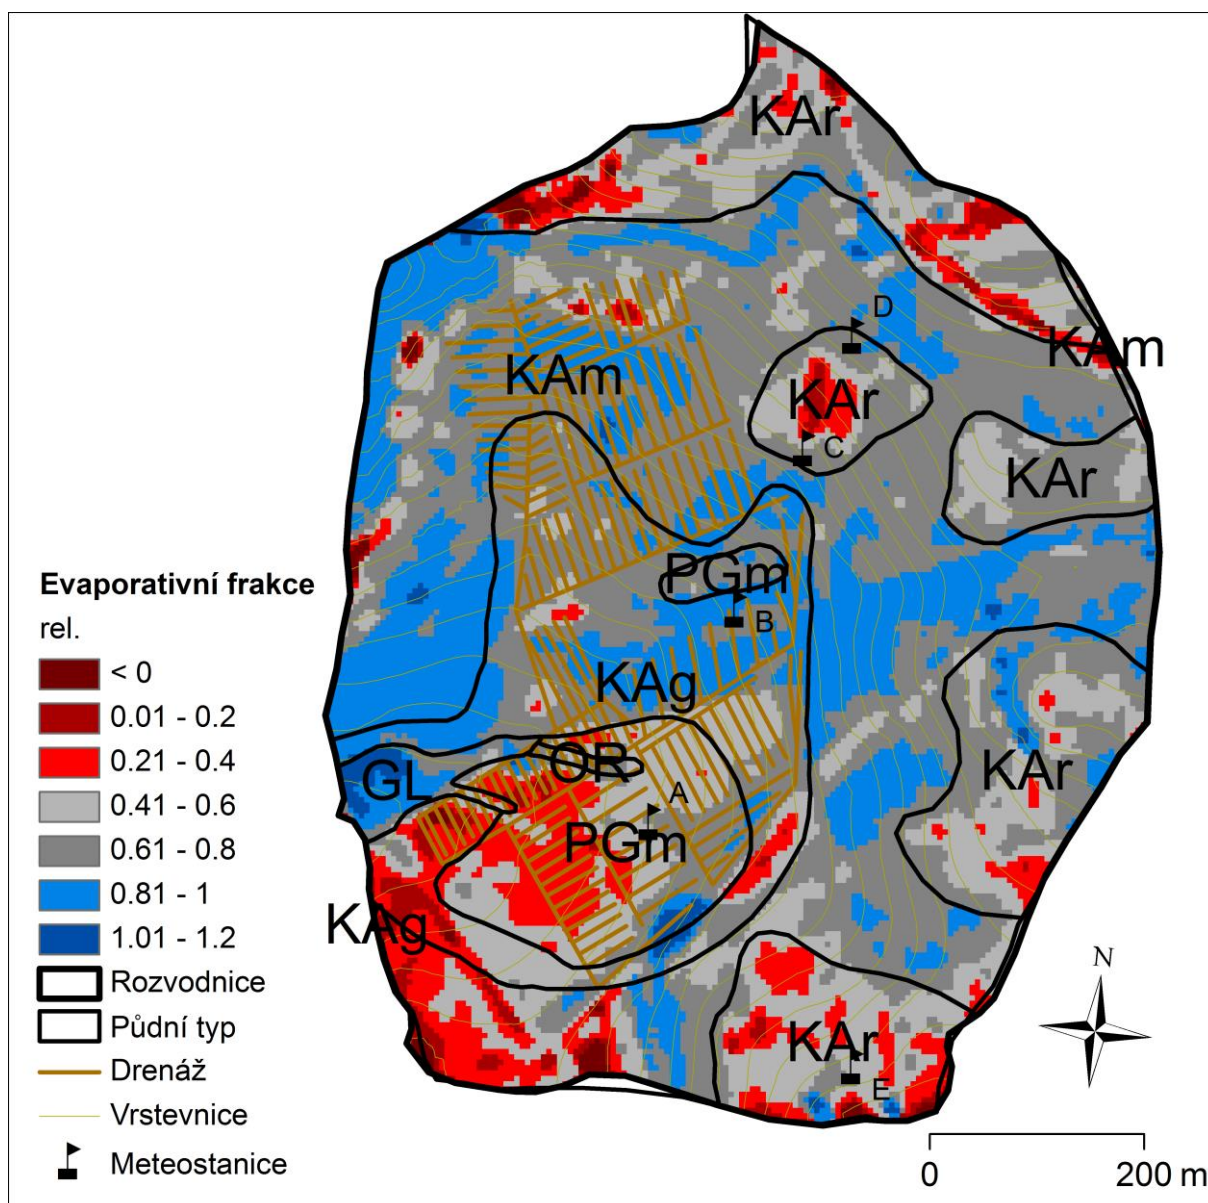 KAr
D
KAm
KAm
KAr
C
KAr
PGm
B
KAg
OR
GL
A
PGm
KAr
KAg
KAr
E
Evaporativní frakce
rel.
< 0
0.01 - 0.2
0.21 - 0.4
0.41 - 0.6
0.61 - 0.8
0.81 - 1
1.01 - 1.2
Rozvodnice
Půdní typ
Drenáž
Vrstevnice
Meteostanice
N
0 200 m